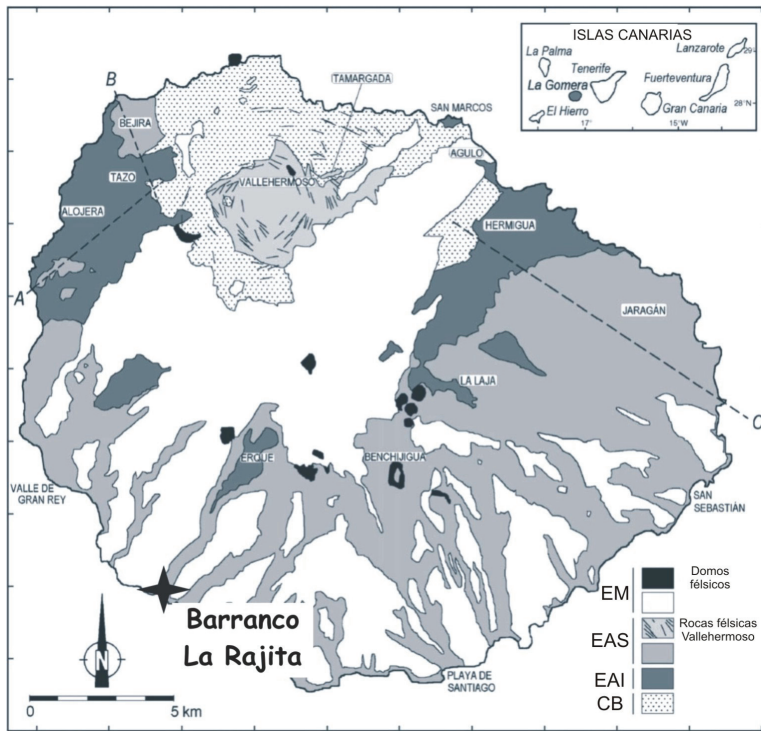 ISLAS CANARIAS
La Palma
Lanzarote
29
Tenerife
La Gomera
Fuerteventura
El Hierro
Gran Canaria
28°N
17°
15°W
B
TAMARGADA
BEJIRA
SAN MARCOS
AGULO
TAZO
VALLEHERMOSO
ALOJERA
HERMIGUA
A
JARAGÁN
LA LAJA
C
ERQUE
BENCHIJIGUA
VALLE DE
GRAN REY
SAN
SEBASTIÁN
Barranco
La Rajita
PLAYA DE
SANTIAGO
N
0 5 km
EM
Domos
félsicos
EAS
Rocas félsicas
Vallehermoso
EAI
CB